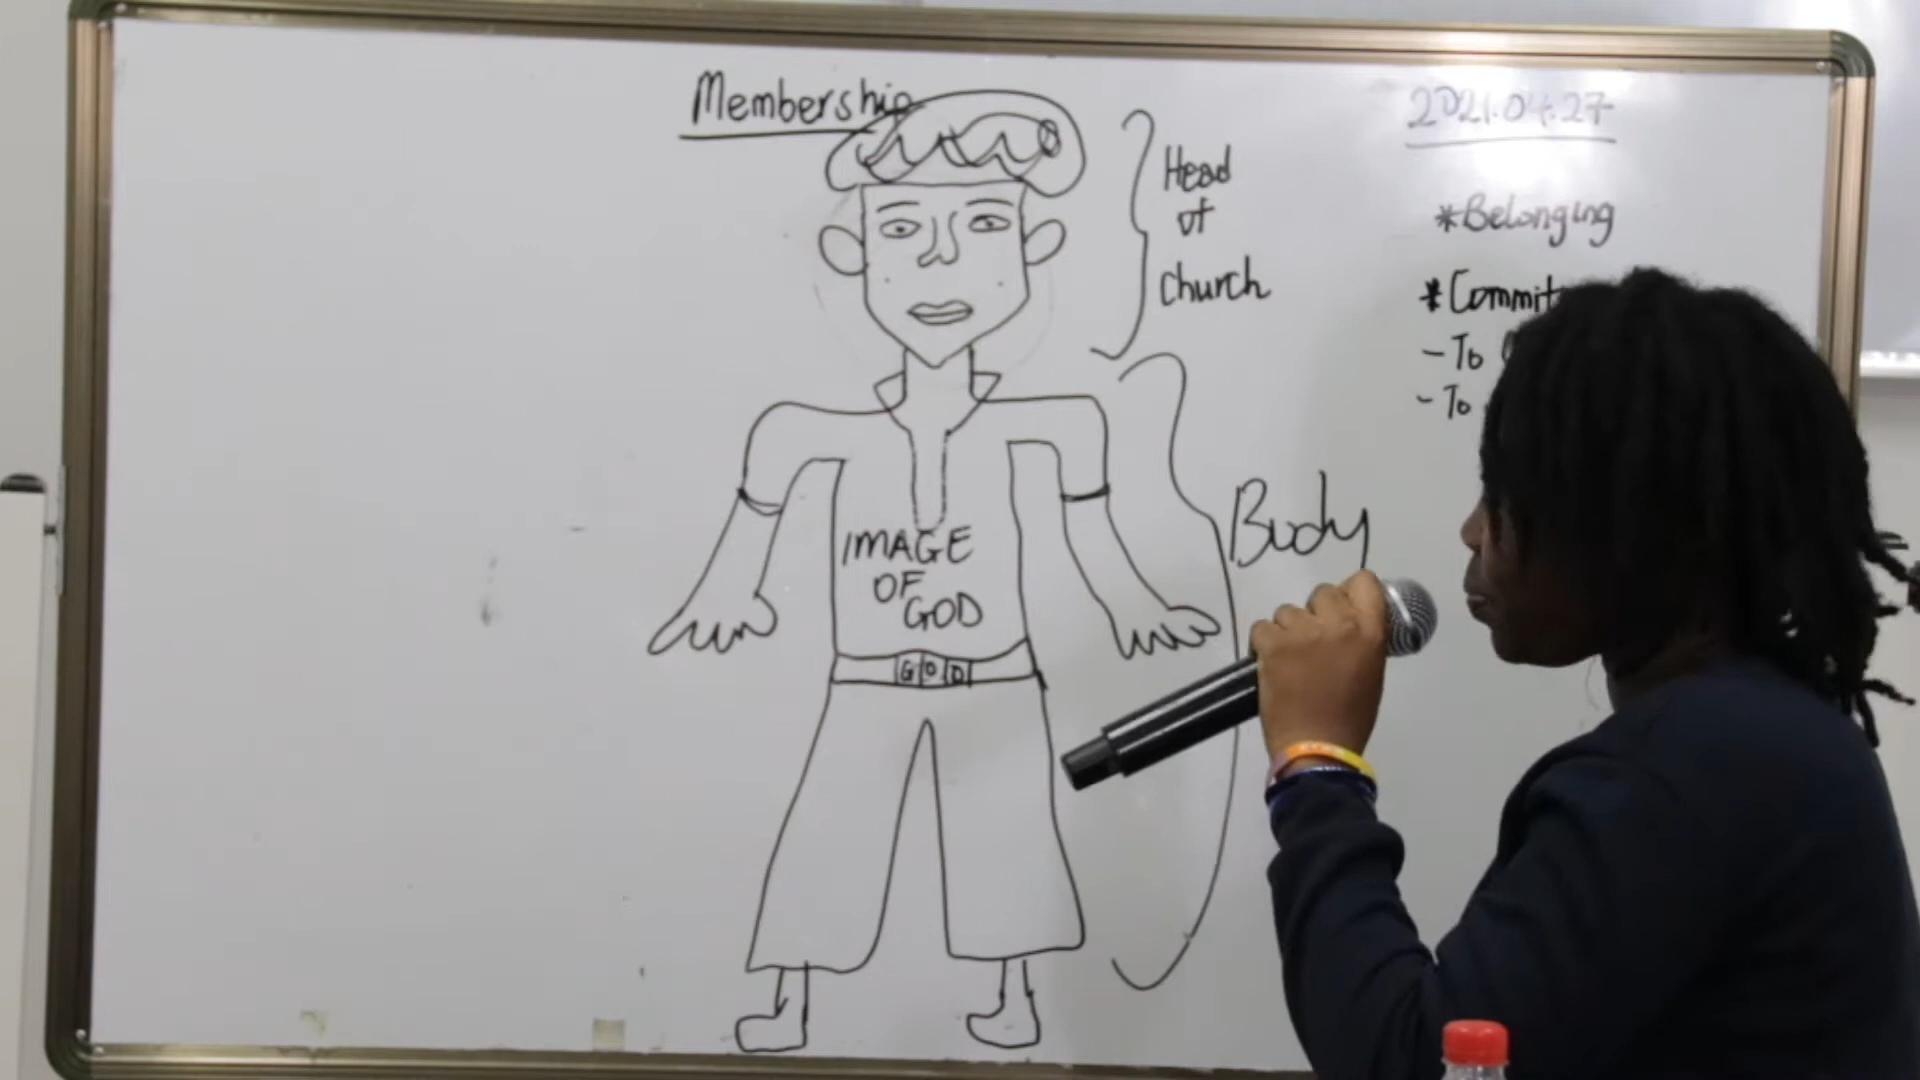 Membership
Head
of
Church
IMAGE
OF
GOD
GOD
Body
2021.04.27
*Belonging
*Commit
- To
- To